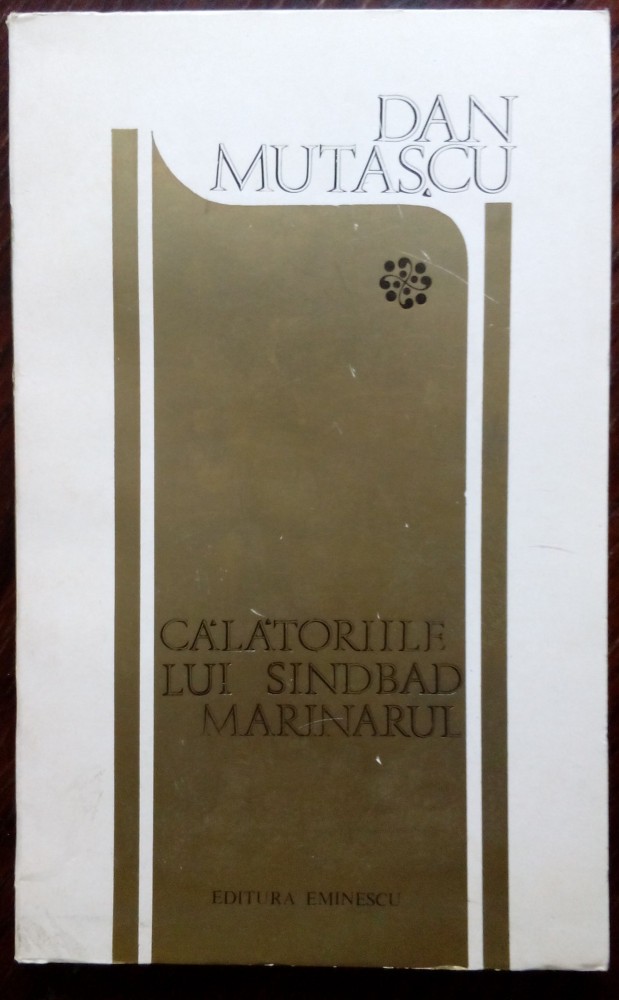 DAN
MUTAȘCU
CĂLĂTORIILE
LUI SINDBAD
MARINARUL
EDITURA EMINESCU